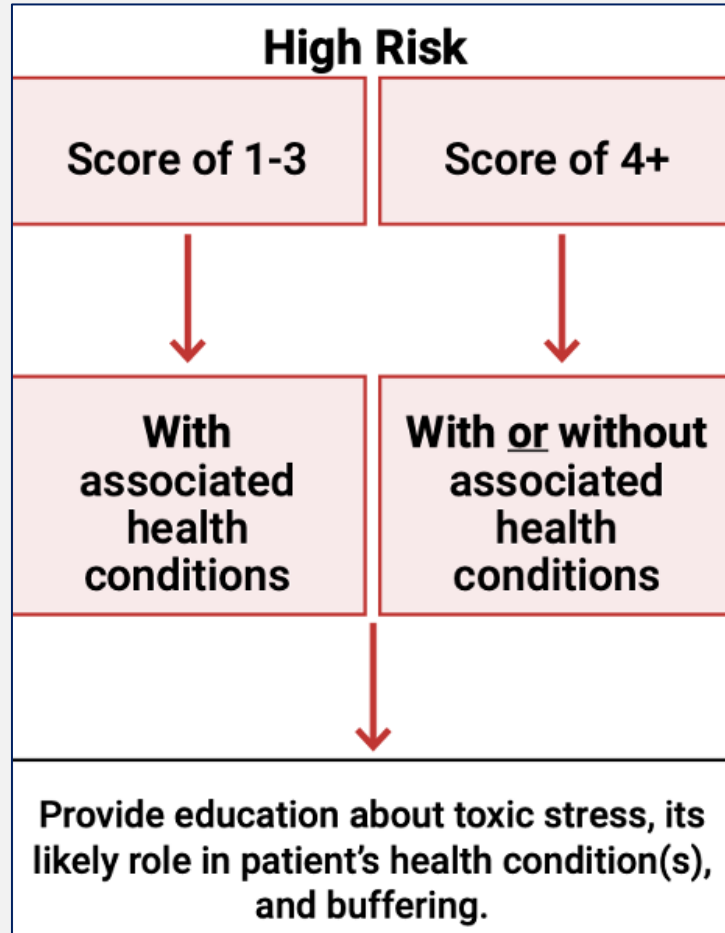 High Risk
Score of 1-3
Score of 4+
With
associated
health
conditions
With or without
associated
health
conditions
Provide education about toxic stress, its
likely role in patient’s health condition(s),
and buffering.